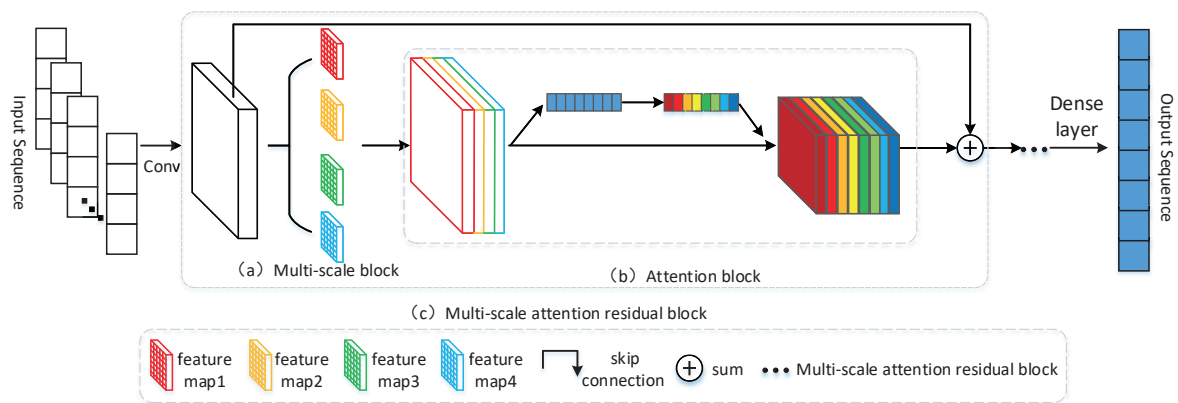 Input Sequence
Conv
(a) Multi-scale block
(b) Attention block
(c) Multi-scale attention residual block
Dense
layer
Output Sequence
feature
map1
feature
map2
feature
map3
feature
map4
skip
connection
sum
Multi-scale attention residual block